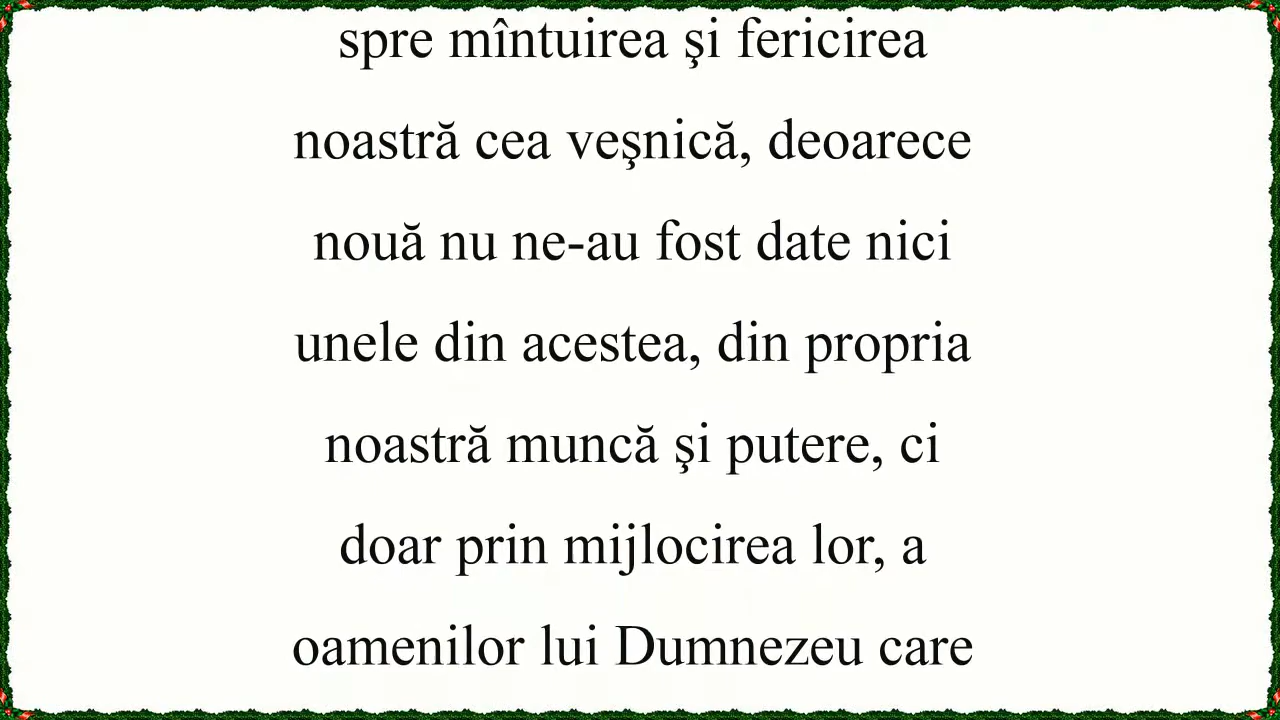 spre mîntuirea şi fericirea
noastră cea veşnică, deoarece
nouă nu ne-au fost date nici
unele din acestea, din propria
noastră muncă şi putere, ci
doar prin mijlocirea lor, a
oamenilor lui Dumnezeu care